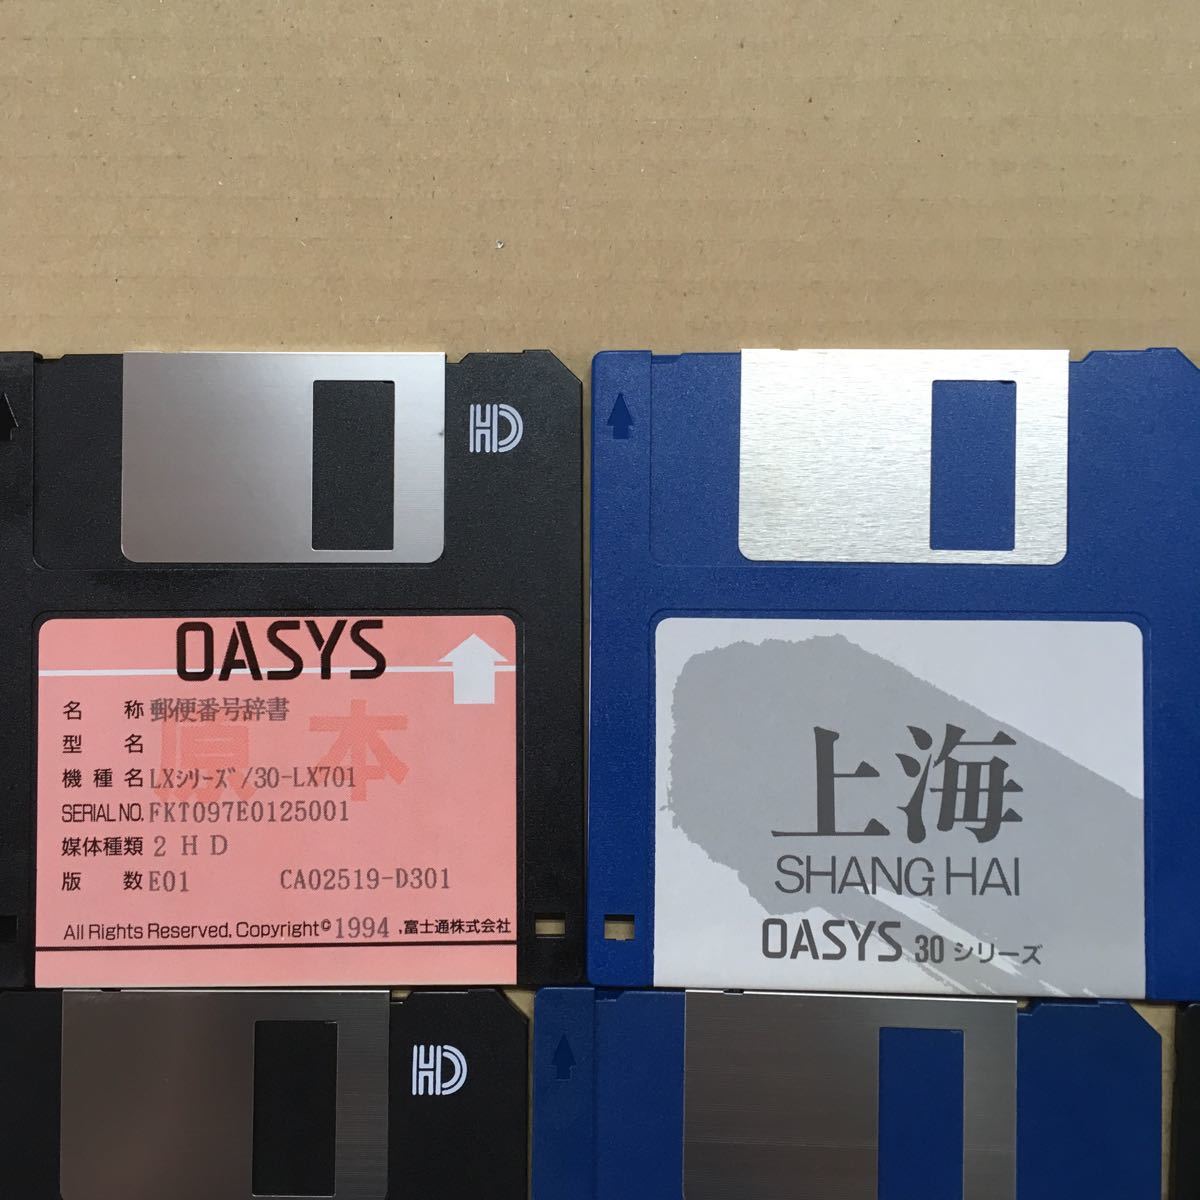 HD
OASYS
原本
名称 郵便番号辞書
型名
機種名 LXシリーズ/30-LX701
SERIAL NO. FKT097E0125001
媒体種類 2HD
版数 E01 CA02519-D301
All Rights Reserved, Copyright© 1994 ,富士通株式会社
上海
SHANG HAI
OASYS 30 シリーズ
HD